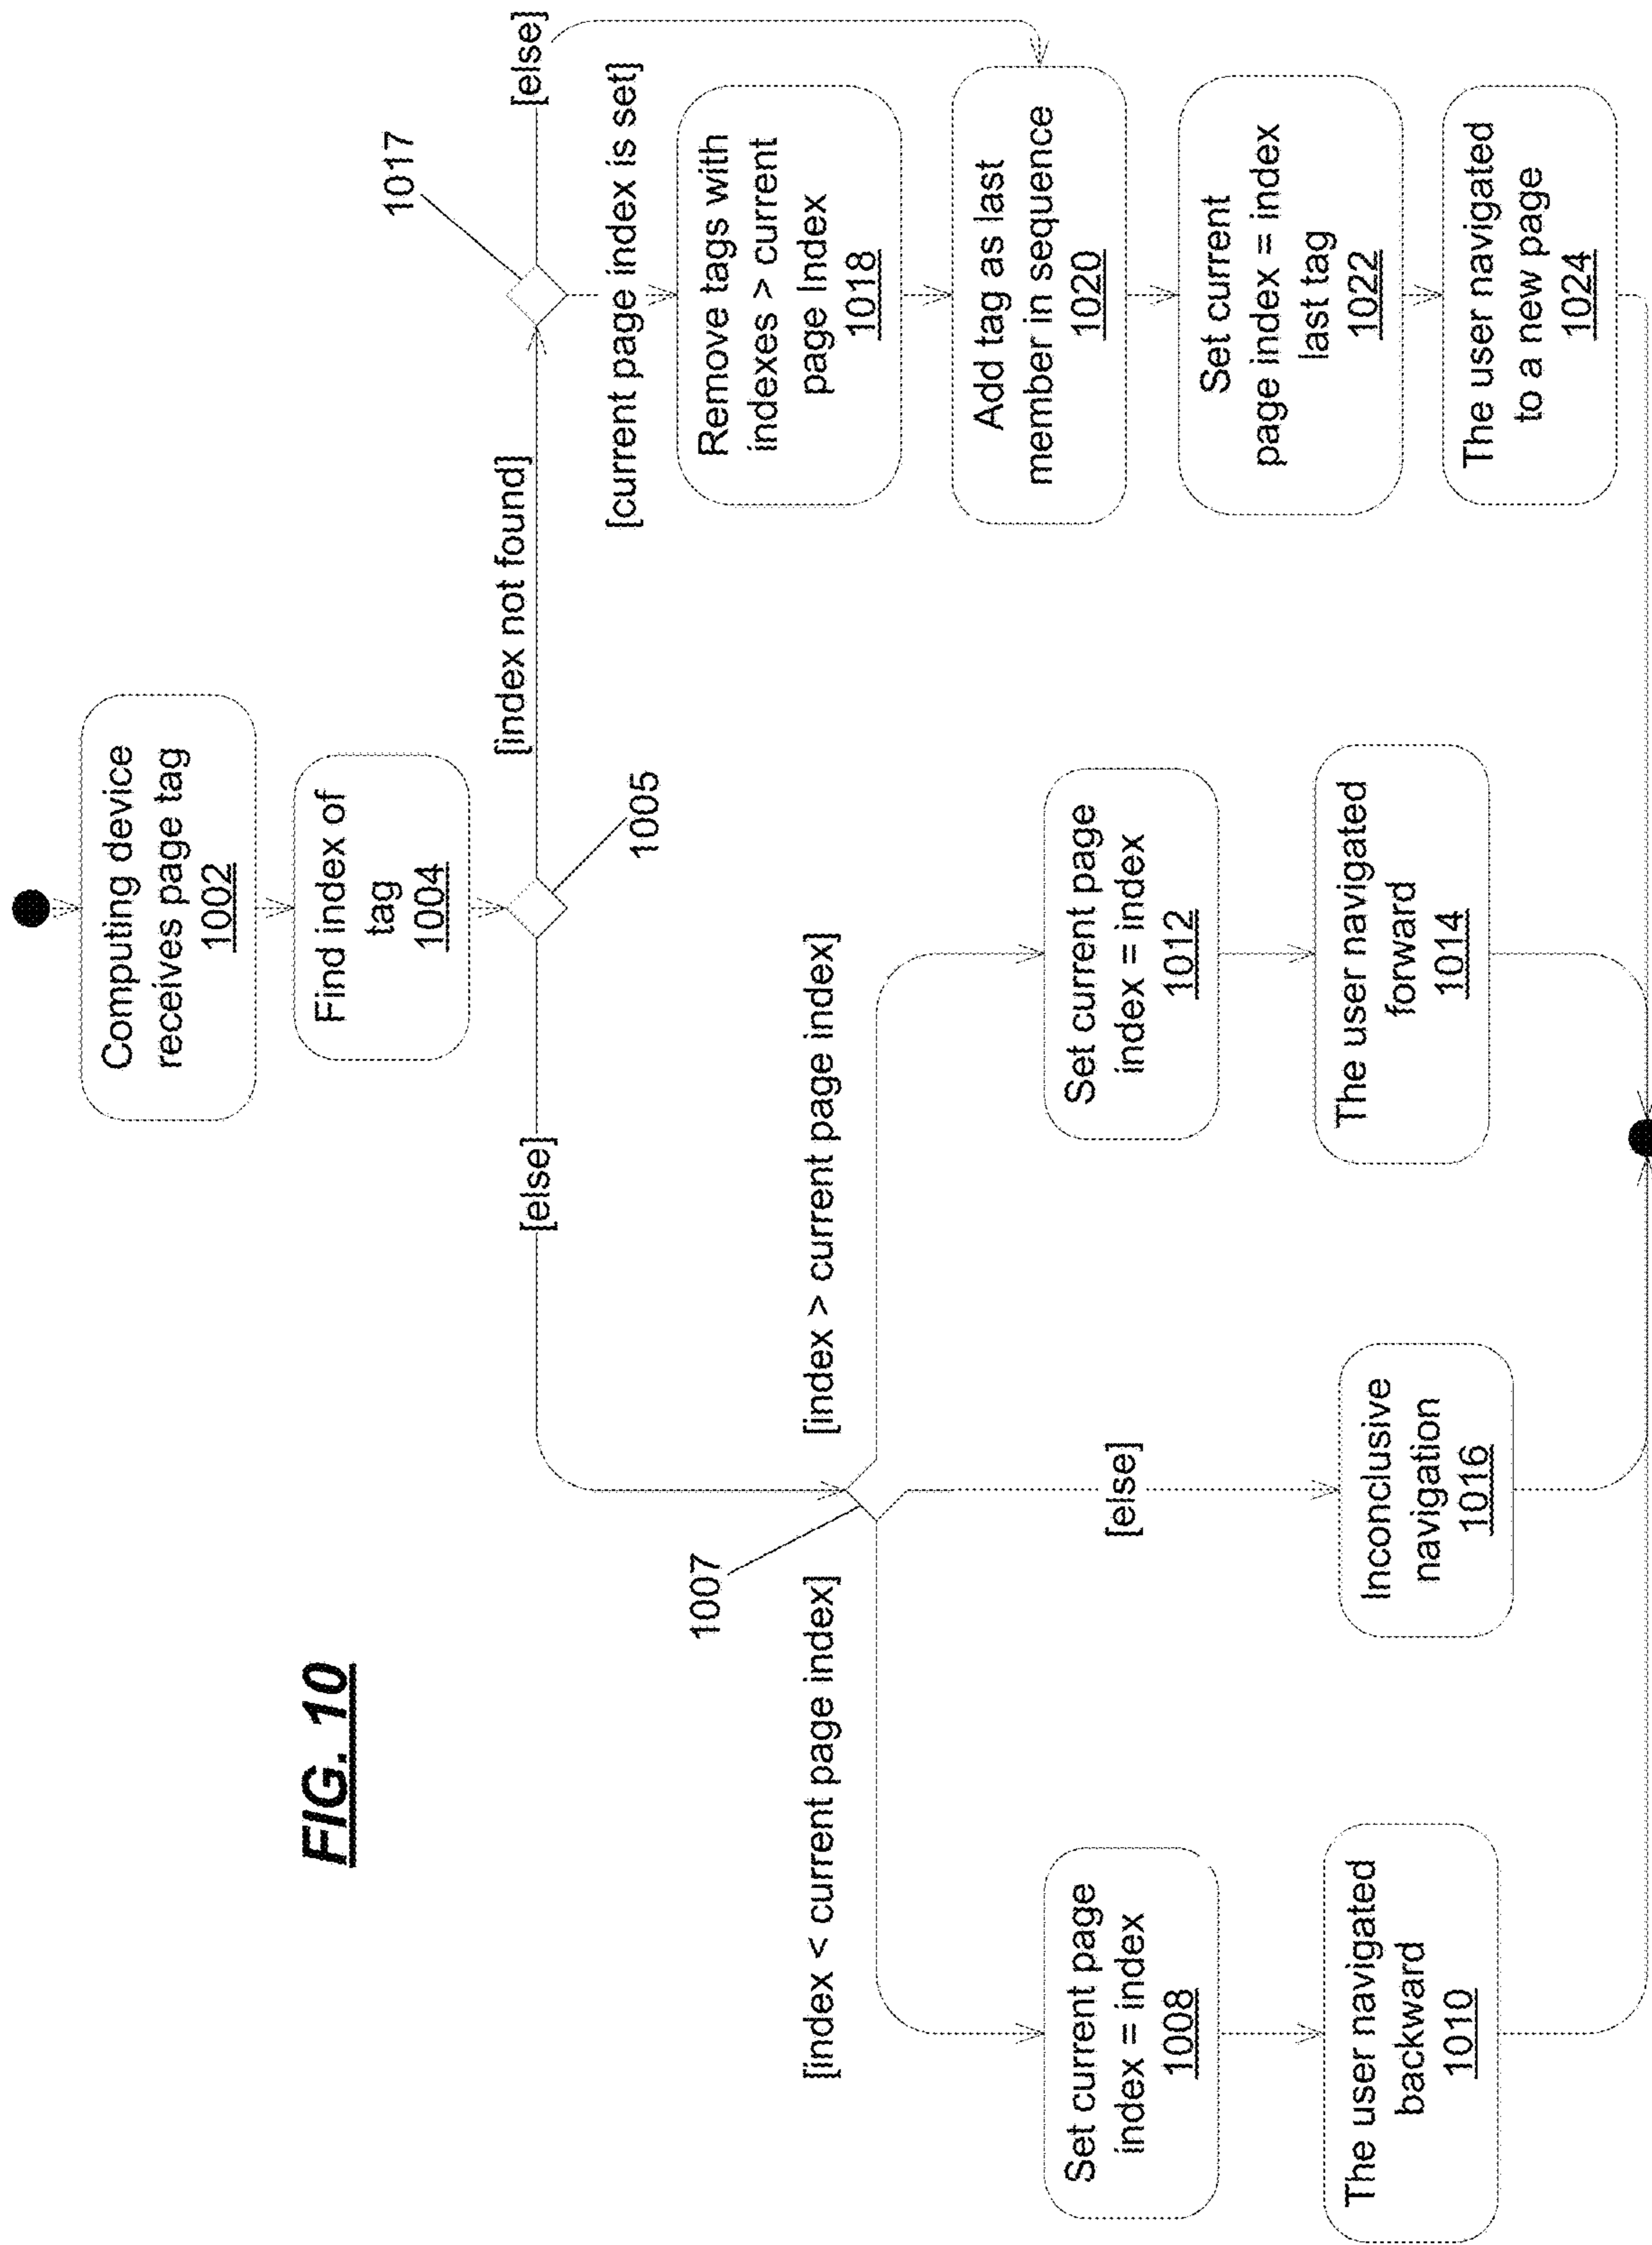 FIG. 10
Computing device
receives page tag
1002
Find index of
tag
1004
1005
[index not found]
[else]
1017
[else]
[current page index is set]
Remove tags with
indexes > current
page Index
1018
Add tag as last
member in sequence
1020
Set current
page index = index
last tag
1022
The user navigated
to a new page
1024
1007
[index < current page index]
[index > current page index]
[else]
Set current page
index = index
1008
The user navigated
backward
1010
Inconclusive
navigation
1016
Set current page
index = index
1012
The user navigated
forward
1014